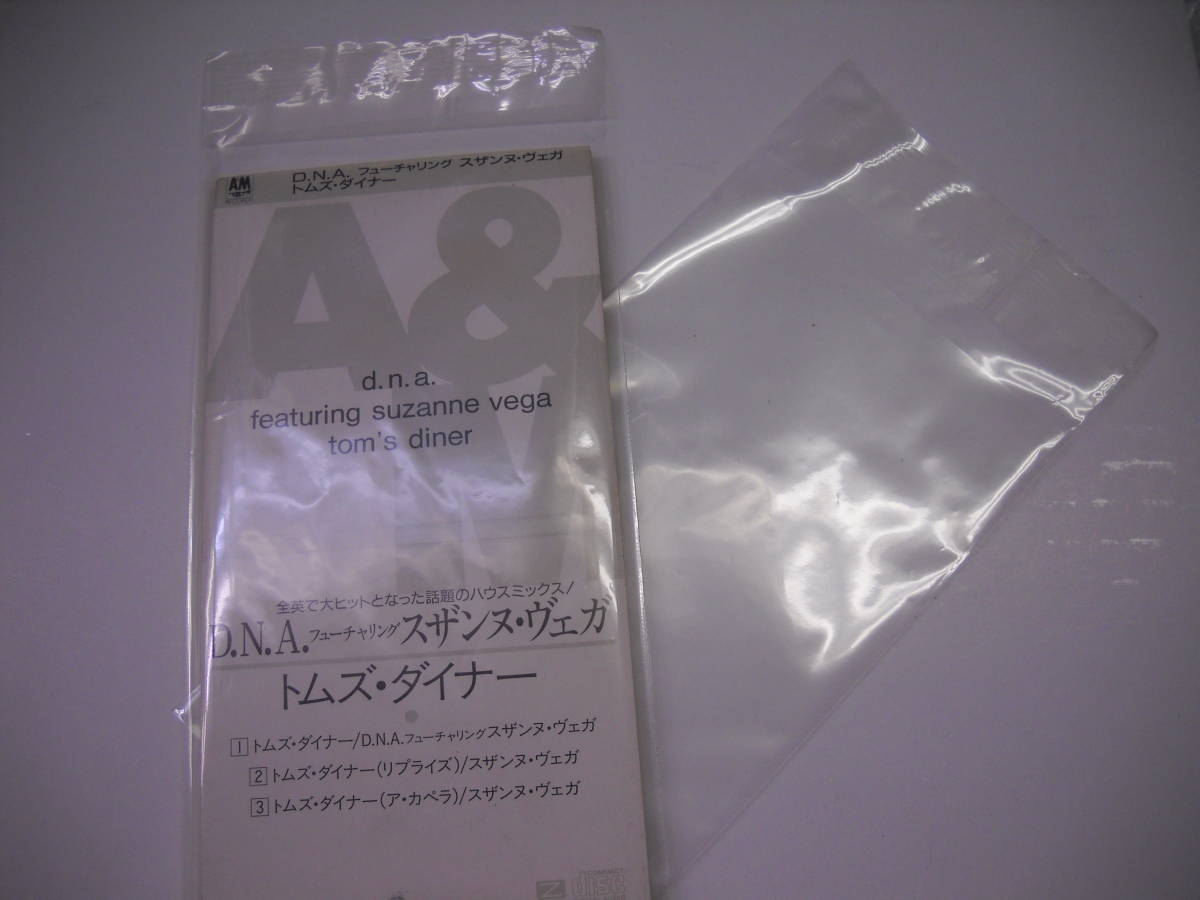 D.N.A. フューチャリング スザンヌ・ヴェガ
トムズ・ダイナー
AM
A&
M
d.n.a.
featuring suzanne vega
tom's diner
全英で大ヒットとなった話題のハウスミックス/
D.N.A.フューチャリングスザンヌ・ヴェガ
トムズ・ダイナー
1 トムズ・ダイナー/D.N.A.フューチャリングスザンヌ・ヴェガ
2 トムズ・ダイナー(リプライズ)/スザンヌ・ヴェガ
3 トムズ・ダイナー(ア・カペラ)/スザンヌ・ヴェガ
disc